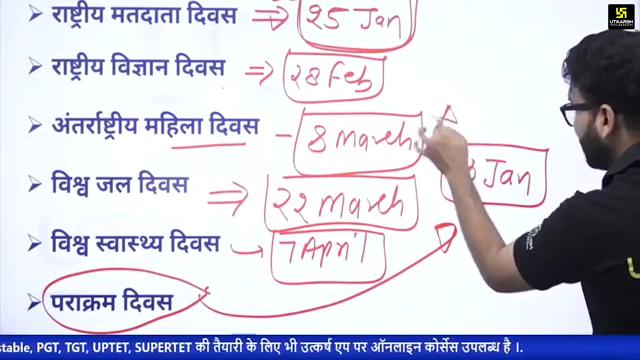 ➤ राष्ट्रीय मतदाता दिवस ⇒ 25 Jan
➤ राष्ट्रीय विज्ञान दिवस ⇒ 28 Feb
➤ अंतर्राष्ट्रीय महिला दिवस - 8 March
➤ विश्व जल दिवस ⇒ 22 March
Jan
➤ विश्व स्वास्थ्य दिवस → 7 April
➤ पराक्रम दिवस
UTKARSH
stable, PGT, TGT, UPTET, SUPERTET की तैयारी के लिए भी उत्कर्ष एप पर ऑनलाइन कोर्सेस उपलब्ध है ।.